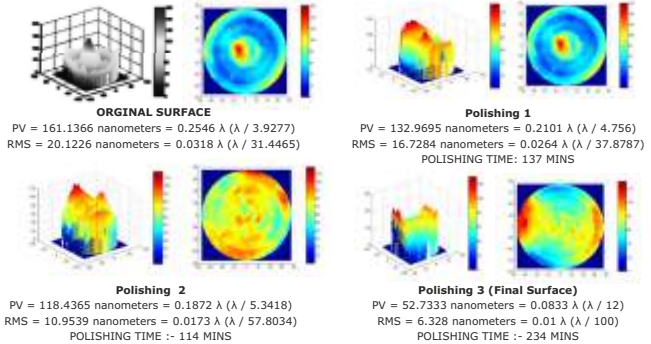 ORGINAL SURFACE
PV = 161.1366 nanometers = 0.2546 λ (λ / 3.9277)
RMS = 20.1226 nanometers = 0.0318 λ (λ / 31.4465)
Polishing 1
PV = 132.9695 nanometers = 0.2101 λ (λ / 4.756)
RMS = 16.7284 nanometers = 0.0264 λ (λ / 37.8787)
POLISHING TIME: 137 MINS
Polishing 2
PV = 118.4365 nanometers = 0.1872 λ (λ / 5.3418)
RMS = 10.9539 nanometers = 0.0173 λ (λ / 57.8034)
POLISHING TIME :- 114 MINS
Polishing 3 (Final Surface)
PV = 52.7333 nanometers = 0.0833 λ (λ / 12)
RMS = 6.328 nanometers = 0.01 λ (λ / 100)
POLISHING TIME :- 234 MINS